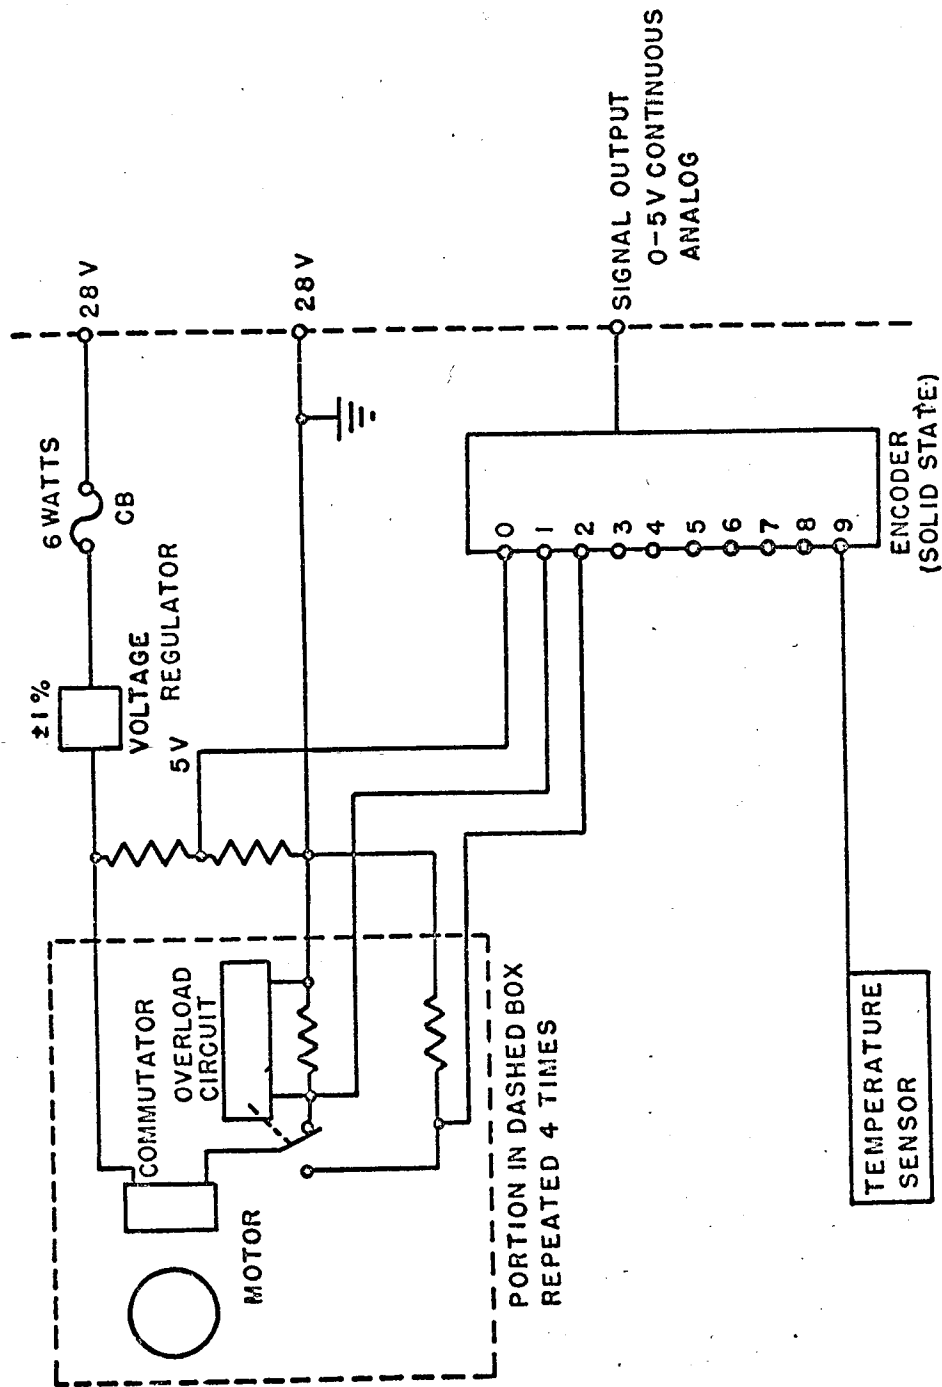 ±1%
VOLTAGE
REGULATOR
6 WATTS
CB
28 V
5 V
28 V
COMMUTATOR
OVERLOAD
CIRCUIT
MOTOR
PORTION IN DASHED BOX
REPEATED 4 TIMES
0
1
2
3
4
5
6
7
8
9
ENCODER
(SOLID STATE)
SIGNAL OUTPUT
0-5V CONTINUOUS
ANALOG
TEMPERATURE
SENSOR